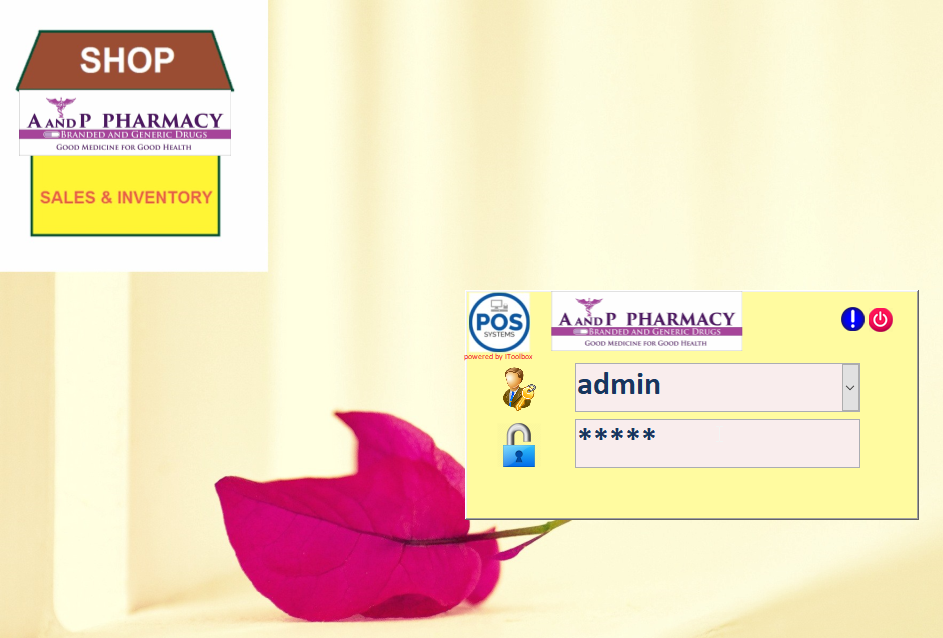 SHOP
A AND P PHARMACY
BRANDED AND GENERIC DRUGS
GOOD MEDICINE FOR GOOD HEALTH
SALES & INVENTORY
POS
SYSTEMS
powered by IToolbox
A AND P PHARMACY
BRANDED AND GENERIC DRUGS
GOOD MEDICINE FOR GOOD HEALTH
admin
*****